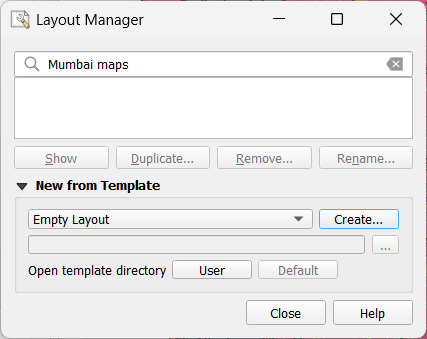 Layout Manager
Mumbai maps
Show Duplicate... Remove... Rename...
New from Template
Empty Layout Create...
...
Open template directory User Default
Close Help